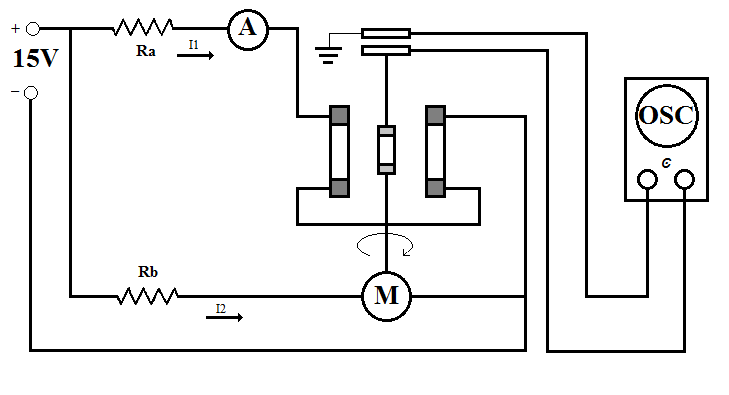 +
15V
−
Ra
I1
A
OSC
Rb
I2
M